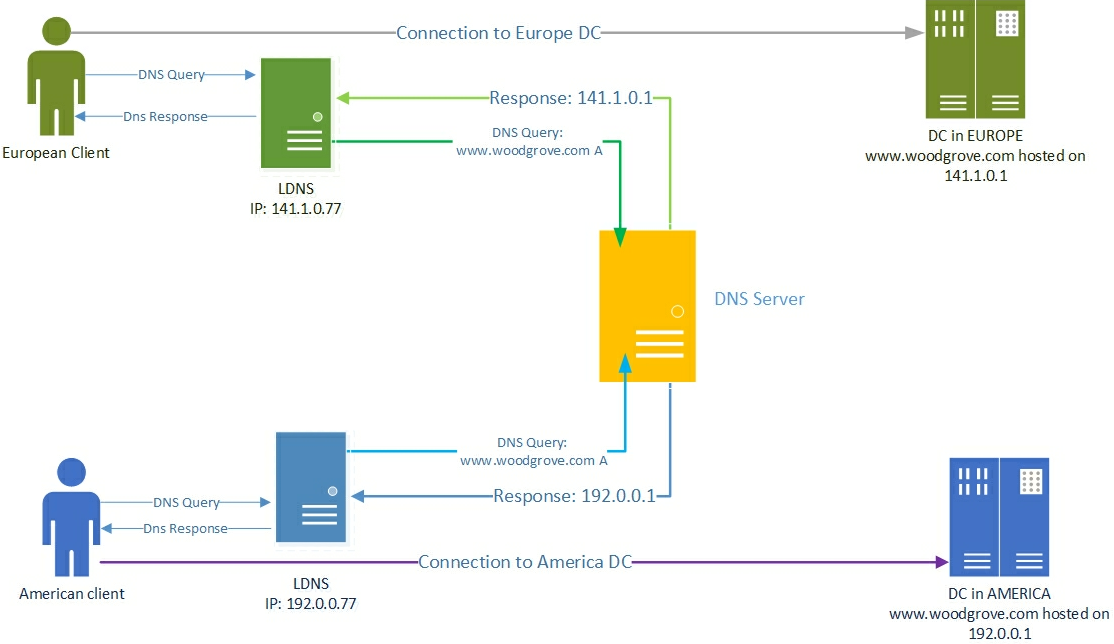 Connection to Europe DC
DNS Query
Dns Response
European Client
LDNS
IP: 141.1.0.77
Response: 141.1.0.1
DNS Query:
www.woodgrove.com A
DC in EUROPE
www.woodgrove.com hosted on
141.1.0.1
DNS Server
DNS Query:
www.woodgrove.com A
Response: 192.0.0.1
DNS Query
Dns Response
American client
LDNS
IP: 192.0.0.77
Connection to America DC
DC in AMERICA
www.woodgrove.com hosted on
192.0.0.1